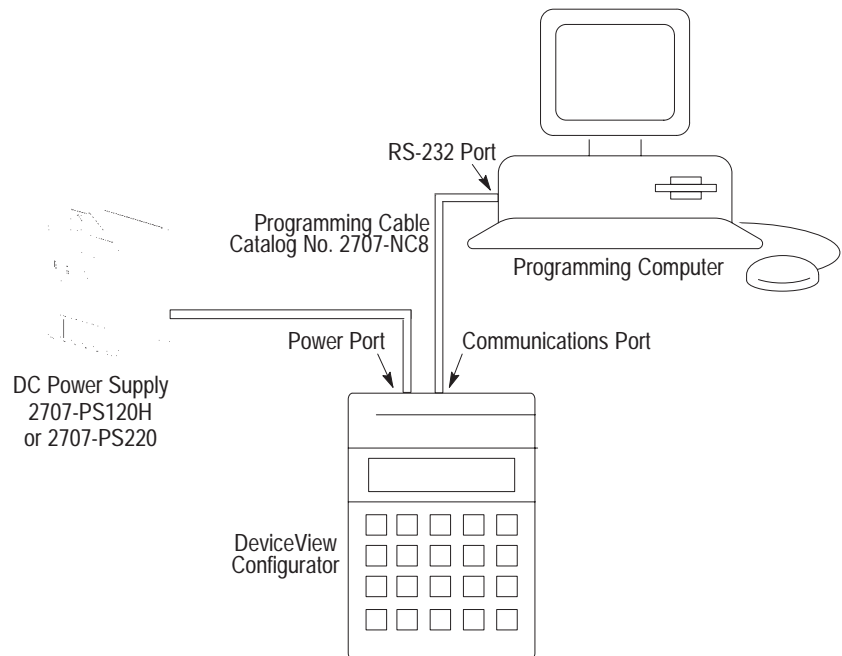 RS-232 Port
Programming Cable
Catalog No. 2707-NC8
Programming Computer
Power Port
Communications Port
DC Power Supply
2707-PS120H
or 2707-PS220
DeviceView
Configurator